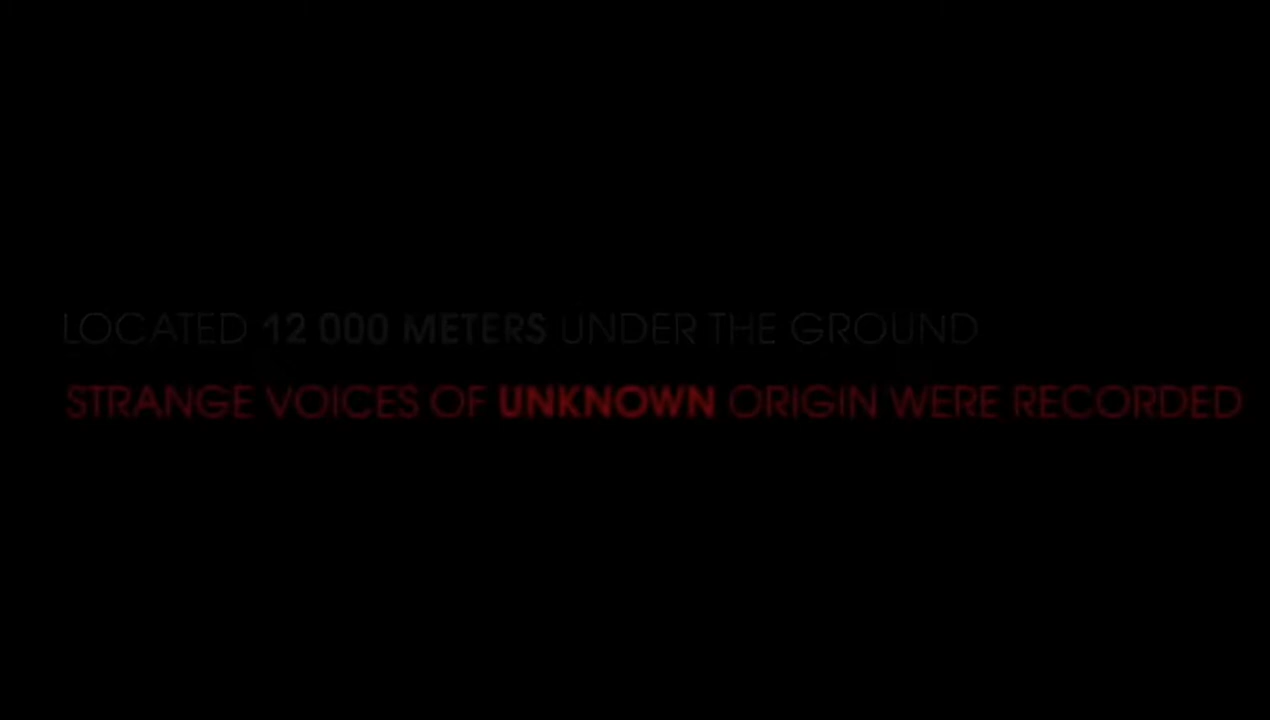 LOCATED 12 000 METERS UNDER THE GROUND
STRANGE VOICES OF UNKNOWN ORIGIN WERE RECORDED